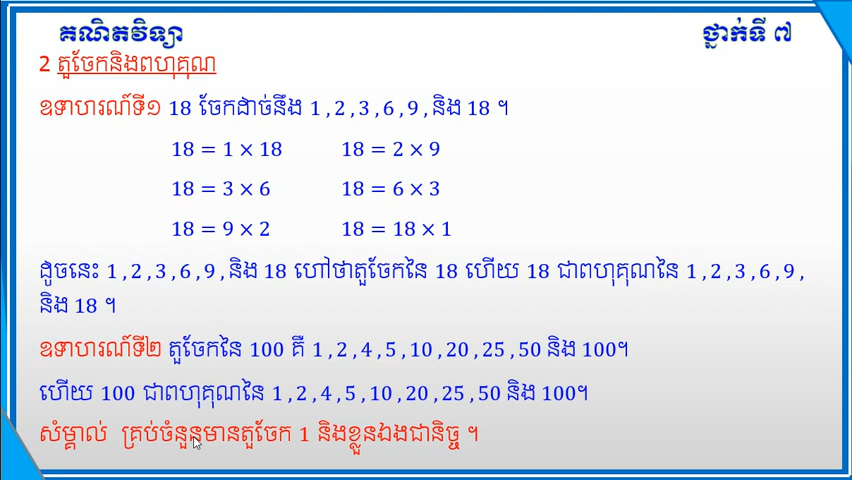 គណិតវិទ្យា ថ្នាក់ទី ៧
2 តួចែកនិងពហុគុណ
ឧទាហរណ៍ទី១ 18 ចែកដាច់នឹង 1 , 2 , 3 , 6 , 9 , និង 18 ។
18 = 1 × 18 18 = 2 × 9
18 = 3 × 6 18 = 6 × 3
18 = 9 × 2 18 = 18 × 1
ដូចនេះ 1 , 2 , 3 , 6 , 9 , និង 18 ហៅថាតួចែកនៃ 18 ហើយ 18 ជាពហុគុណនៃ 1 , 2 , 3 , 6 , 9 ,
និង 18 ។
ឧទាហរណ៍ទី២ តួចែកនៃ 100 គឺ 1 , 2 , 4 , 5 , 10 , 20 , 25 , 50 និង 100។
ហើយ 100 ជាពហុគុណនៃ 1 , 2 , 4 , 5 , 10 , 20 , 25 , 50 និង 100។
សំម្គាល់ គ្រប់ចំនួនមានតួចែក 1 និងខ្លួនឯងជានិច្ច ។